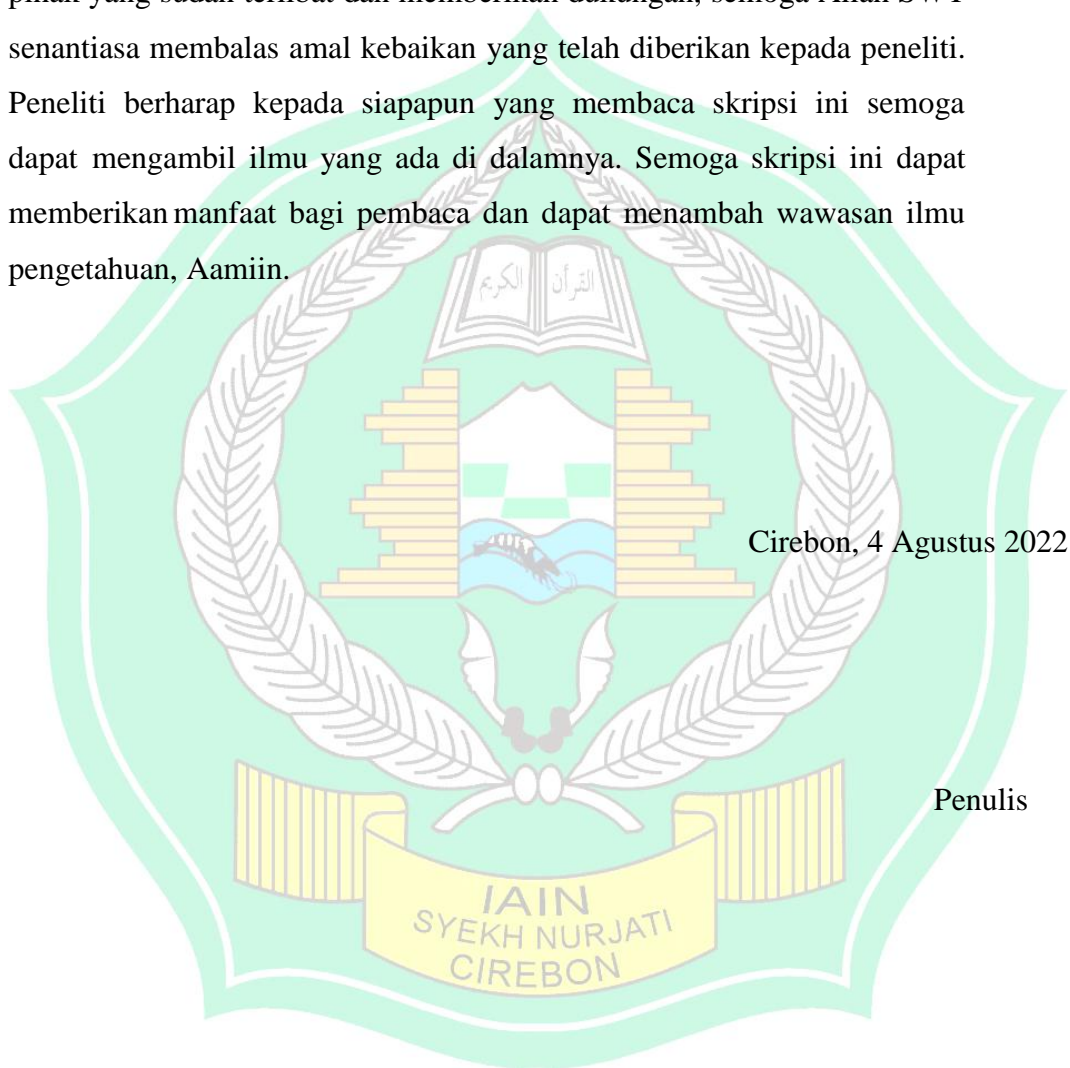 senantiasa membalas amal kebaikan yang telah diberikan kepada peneliti.
Peneliti berharap kepada siapapun yang membaca skripsi ini semoga
dapat mengambil ilmu yang ada di dalamnya. Semoga skripsi ini dapat
memberikan manfaat bagi pembaca dan dapat menambah wawasan ilmu
pengetahuan, Aamiin.
القرآن الكريم
Cirebon, 4 Agustus 2022
Penulis
IAIN
SYEKH NURJATI
CIREBON